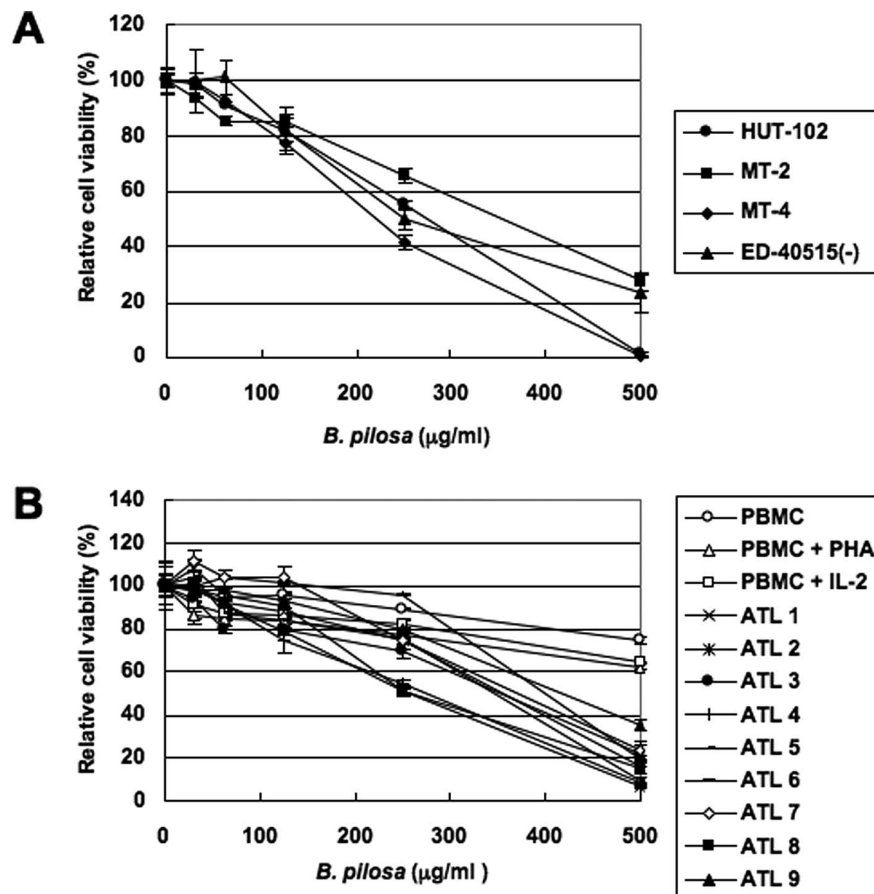 A
Relative cell viability (%)
120
100
80
60
40
20
0
0 100 200 300 400 500
B. pilosa (μg/ml)
HUT-102
MT-2
MT-4
ED-40515(-)
B
Relative cell viability (%)
140
120
100
80
60
40
20
0
0 100 200 300 400 500
B. pilosa (μg/ml )
PBMC
PBMC + PHA
PBMC + IL-2
ATL 1
ATL 2
ATL 3
ATL 4
ATL 5
ATL 6
ATL 7
ATL 8
ATL 9